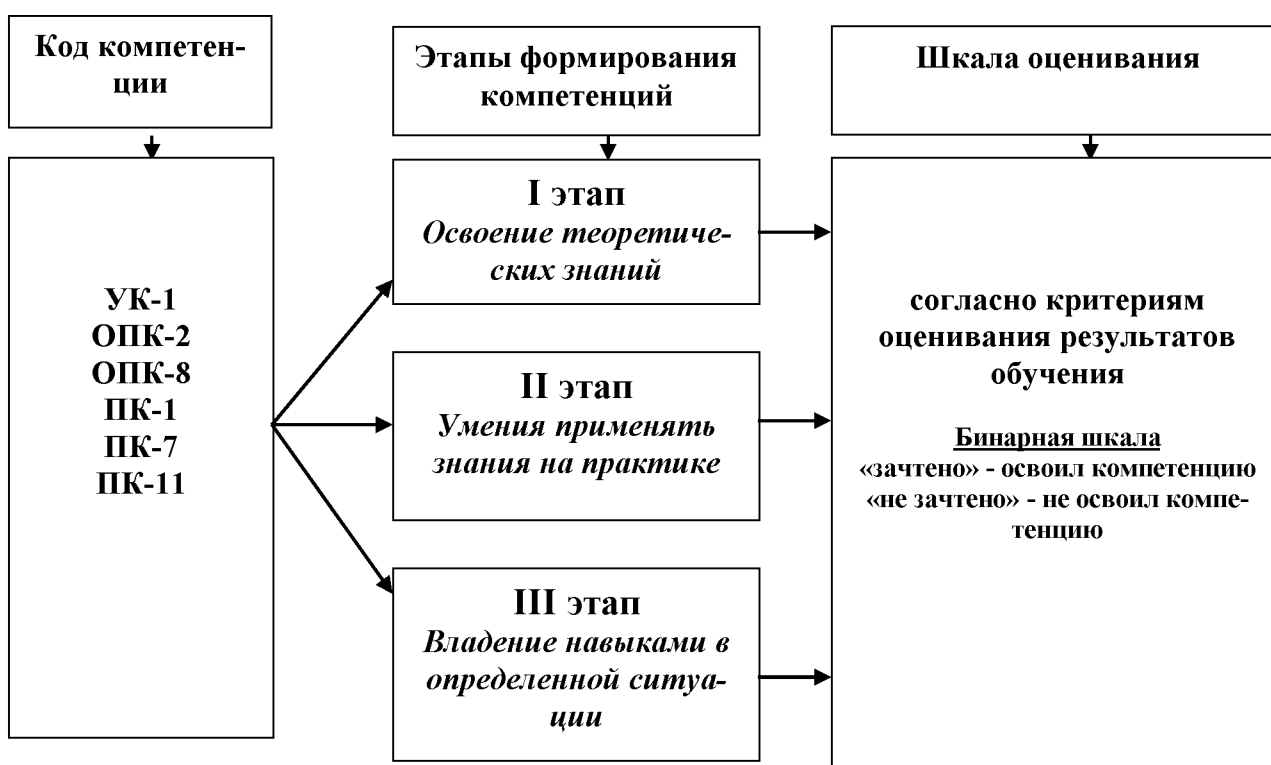 Код компетен-
ции
Этапы формирования
компетенций
Шкала оценивания
УК-1
ОПК-2
ОПК-8
ПК-1
ПК-7
ПК-11
I этап
Освоение теоретиче-
ских знаний
II этап
Умения применять
знания на практике
III этап
Владение навыками в
определенной ситуа-
ции
согласно критериям
оценивания результатов
обучения
Бинарная шкала
«зачтено» - освоил компетенцию
«не зачтено» - не освоил компе-
тенцию